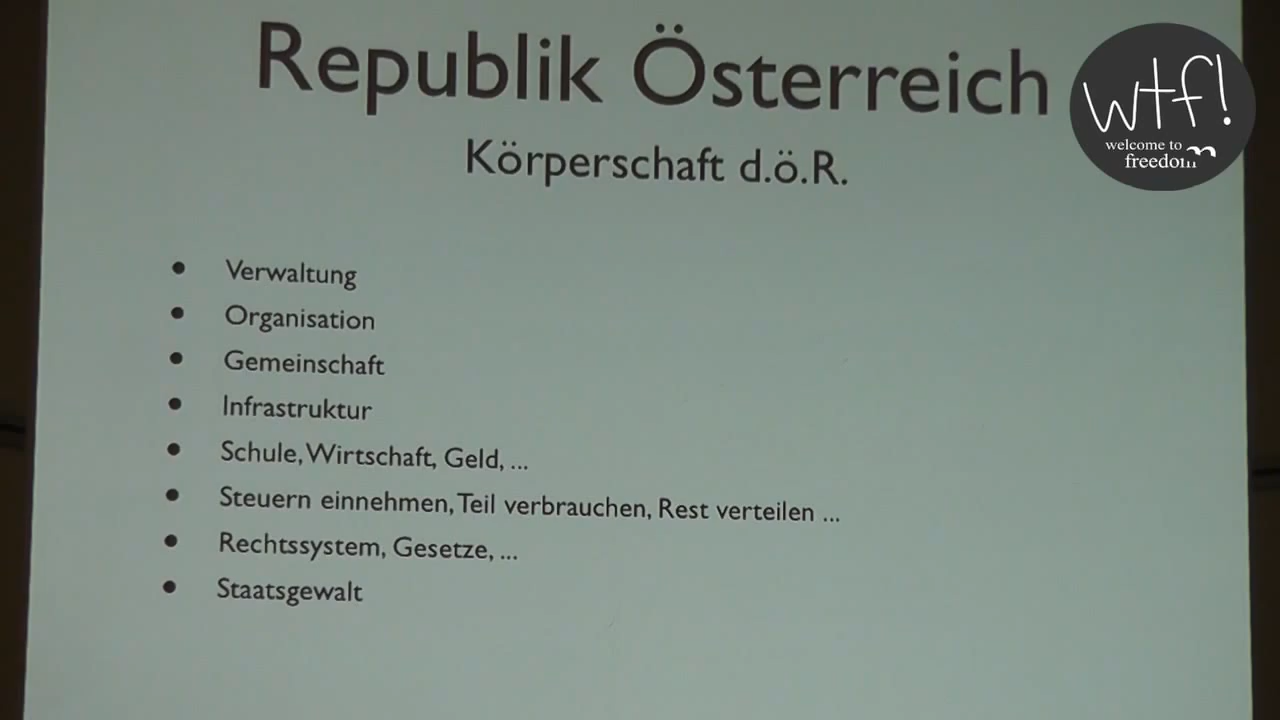 Republik Österreich
Körperschaft d.ö.R.
wtf!
welcome to
freedom
• Verwaltung
• Organisation
• Gemeinschaft
• Infrastruktur
• Schule, Wirtschaft, Geld, ...
• Steuern einnehmen, Teil verbrauchen, Rest verteilen ...
• Rechtssystem, Gesetze, ...
• Staatsgewalt